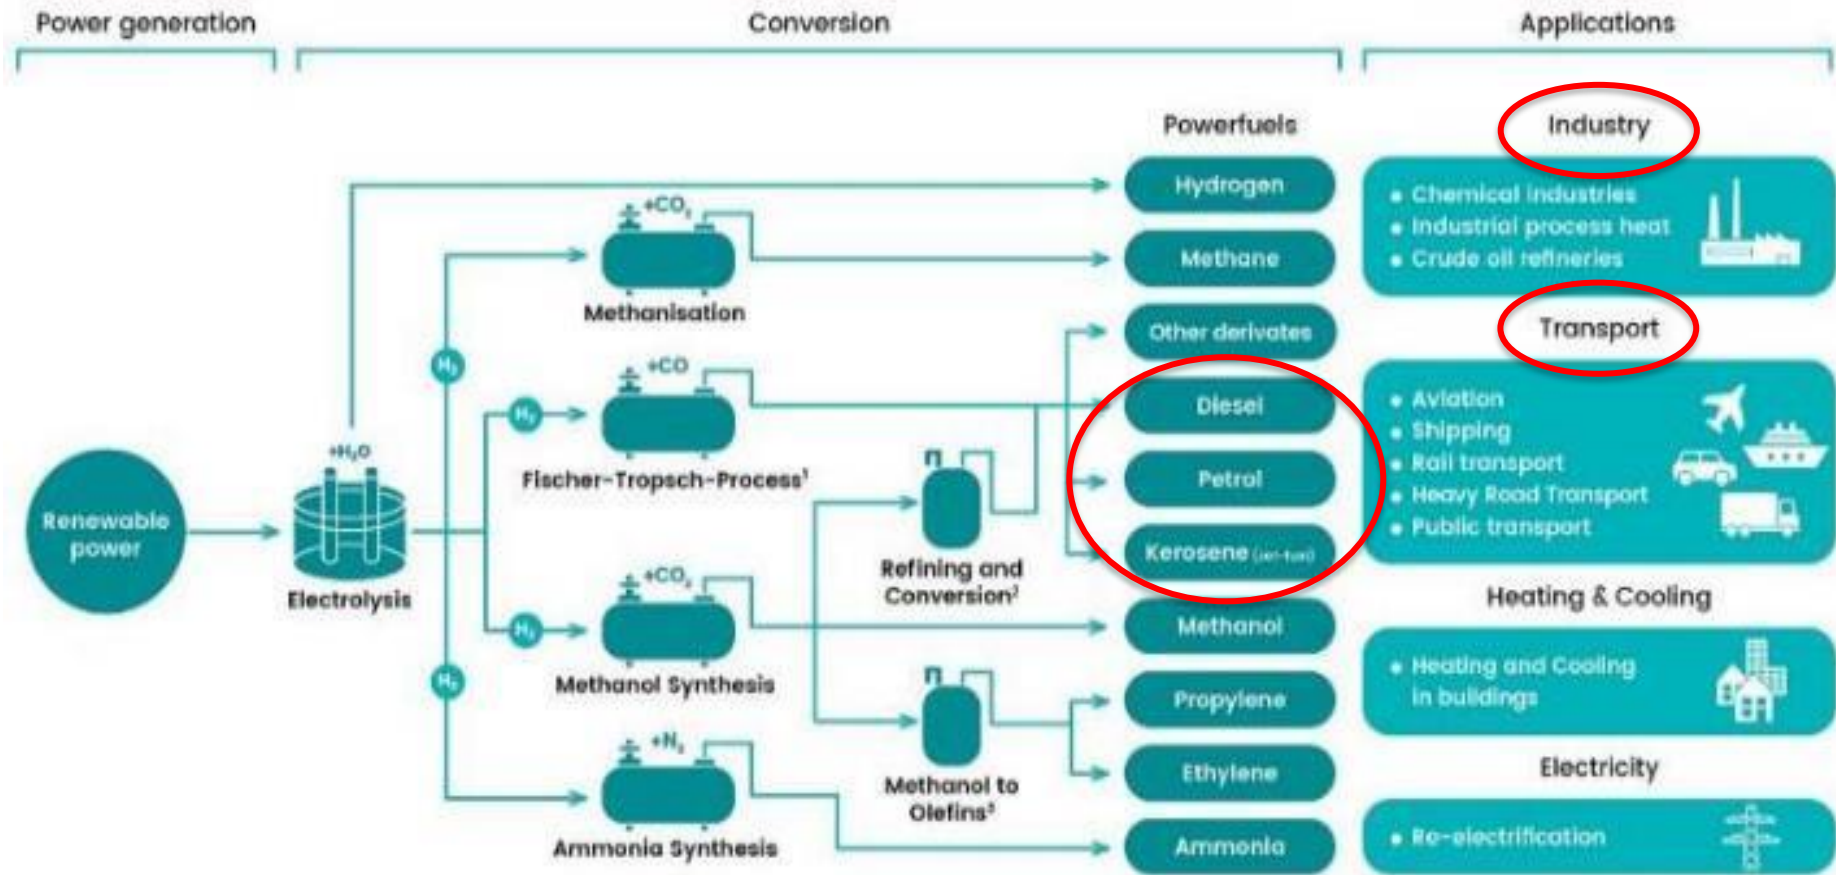 Power generation
Conversion
Applications
Powerfuels
Industry
Hydrogen
Chemical industries
Industrial process heat
Crude oil refineries
+CO₂
Methane
Methanisation
Transport
Other derivates
H₂
+CO
Diesel
Aviation
Shipping
Rail transport
Heavy Road Transport
Public transport
H₂
+H₂O
Fischer-Tropsch-Process¹
Petrol
Renewable
power
Kerosene (jet-fuel)
Refining and
Conversion²
Electrolysis
+CO₂
Heating & Cooling
H₂
Methanol
Heating and Cooling
in buildings
Methanol Synthesis
H₂
Propylene
+N₂
Ethylene
Electricity
Methanol to
Olefins³
Ammonia Synthesis
Ammonia
Re-electrification